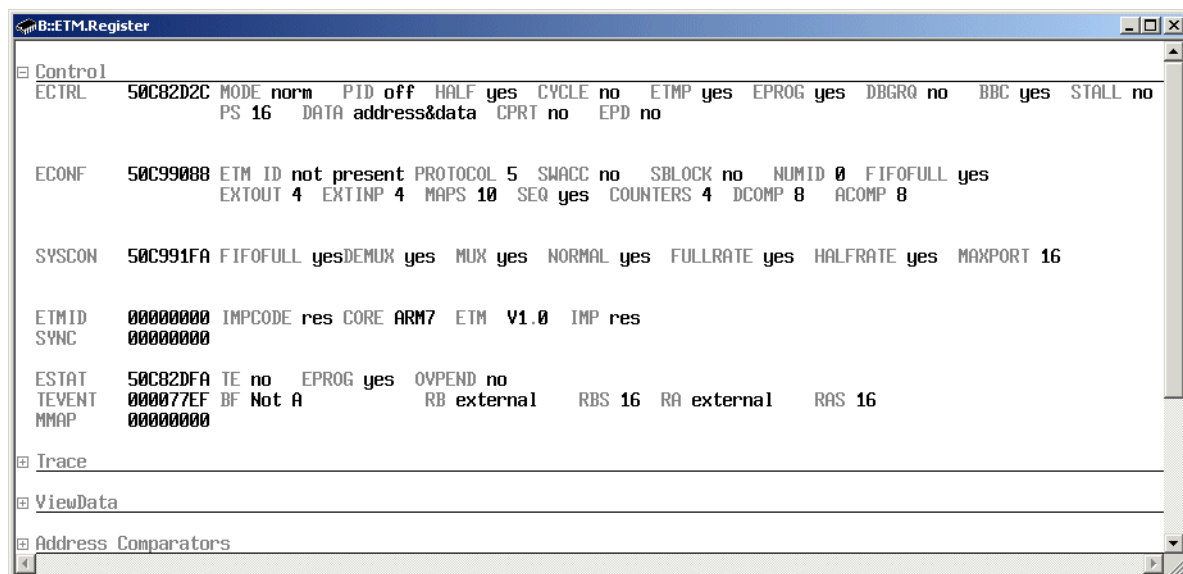 B::ETM.Register
Control
ECTRL 50C82D2C MODE norm PID off HALF yes CYCLE no ETMP yes EPROG yes DBGRQ no BBC yes STALL no
PS 16 DATA address&data CPRT no EPD no
ECONF 50C99088 ETM ID not present PROTOCOL 5 SWACC no SBLOCK no NUMID 0 FIFOFULL yes
EXTOUT 4 EXTINP 4 MAPS 10 SEQ yes COUNTERS 4 DCOMP 8 ACOMP 8
SYSCON 50C991FA FIFOFULL yesDEMUX yes MUX yes NORMAL yes FULLRATE yes HALFRATE yes MAXPORT 16
ETMID 00000000 IMPCODE res CORE ARM7 ETM V1.0 IMP res
SYNC 00000000
ESTAT 50C82DFA TE no EPROG yes OVPEND no
TEVENT 000077EF BF Not A RB external RBS 16 RA external RAS 16
MMAP 00000000
Trace
ViewData
Address Comparators